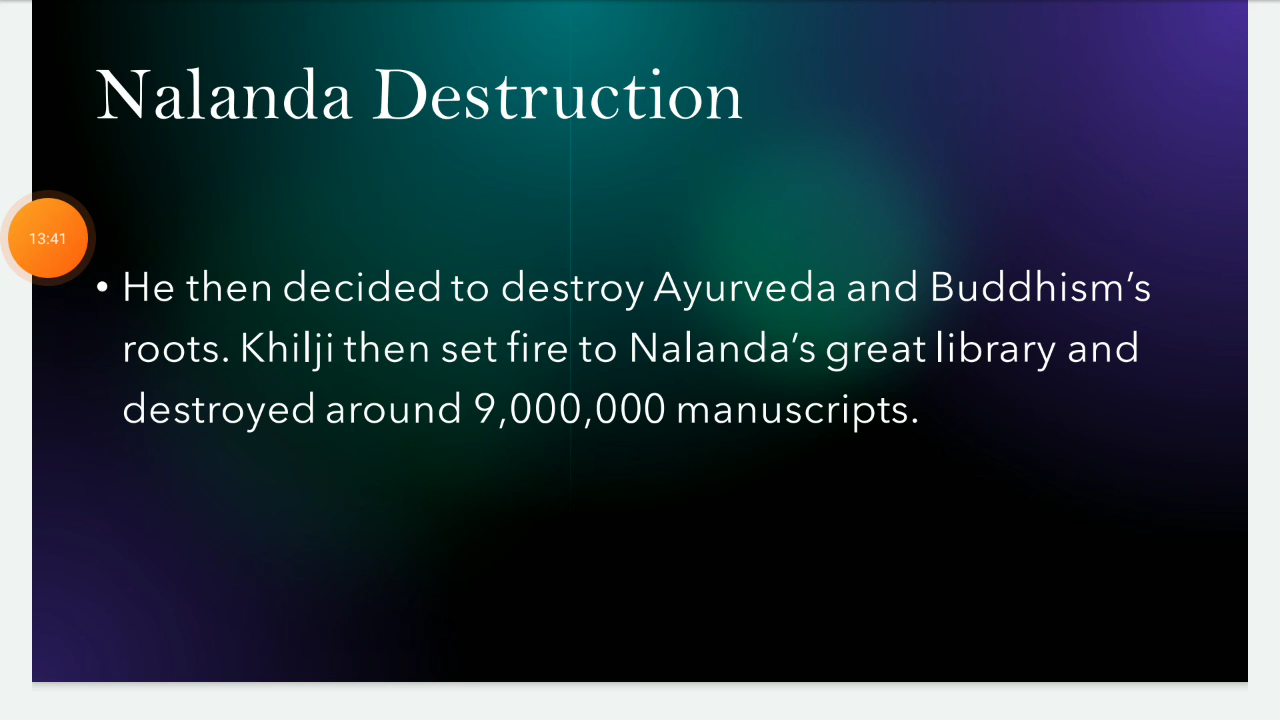 Nalanda Destruction
13:41
• He then decided to destroy Ayurveda and Buddhism’s
roots. Khilji then set fire to Nalanda’s great library and
destroyed around 9,000,000 manuscripts.